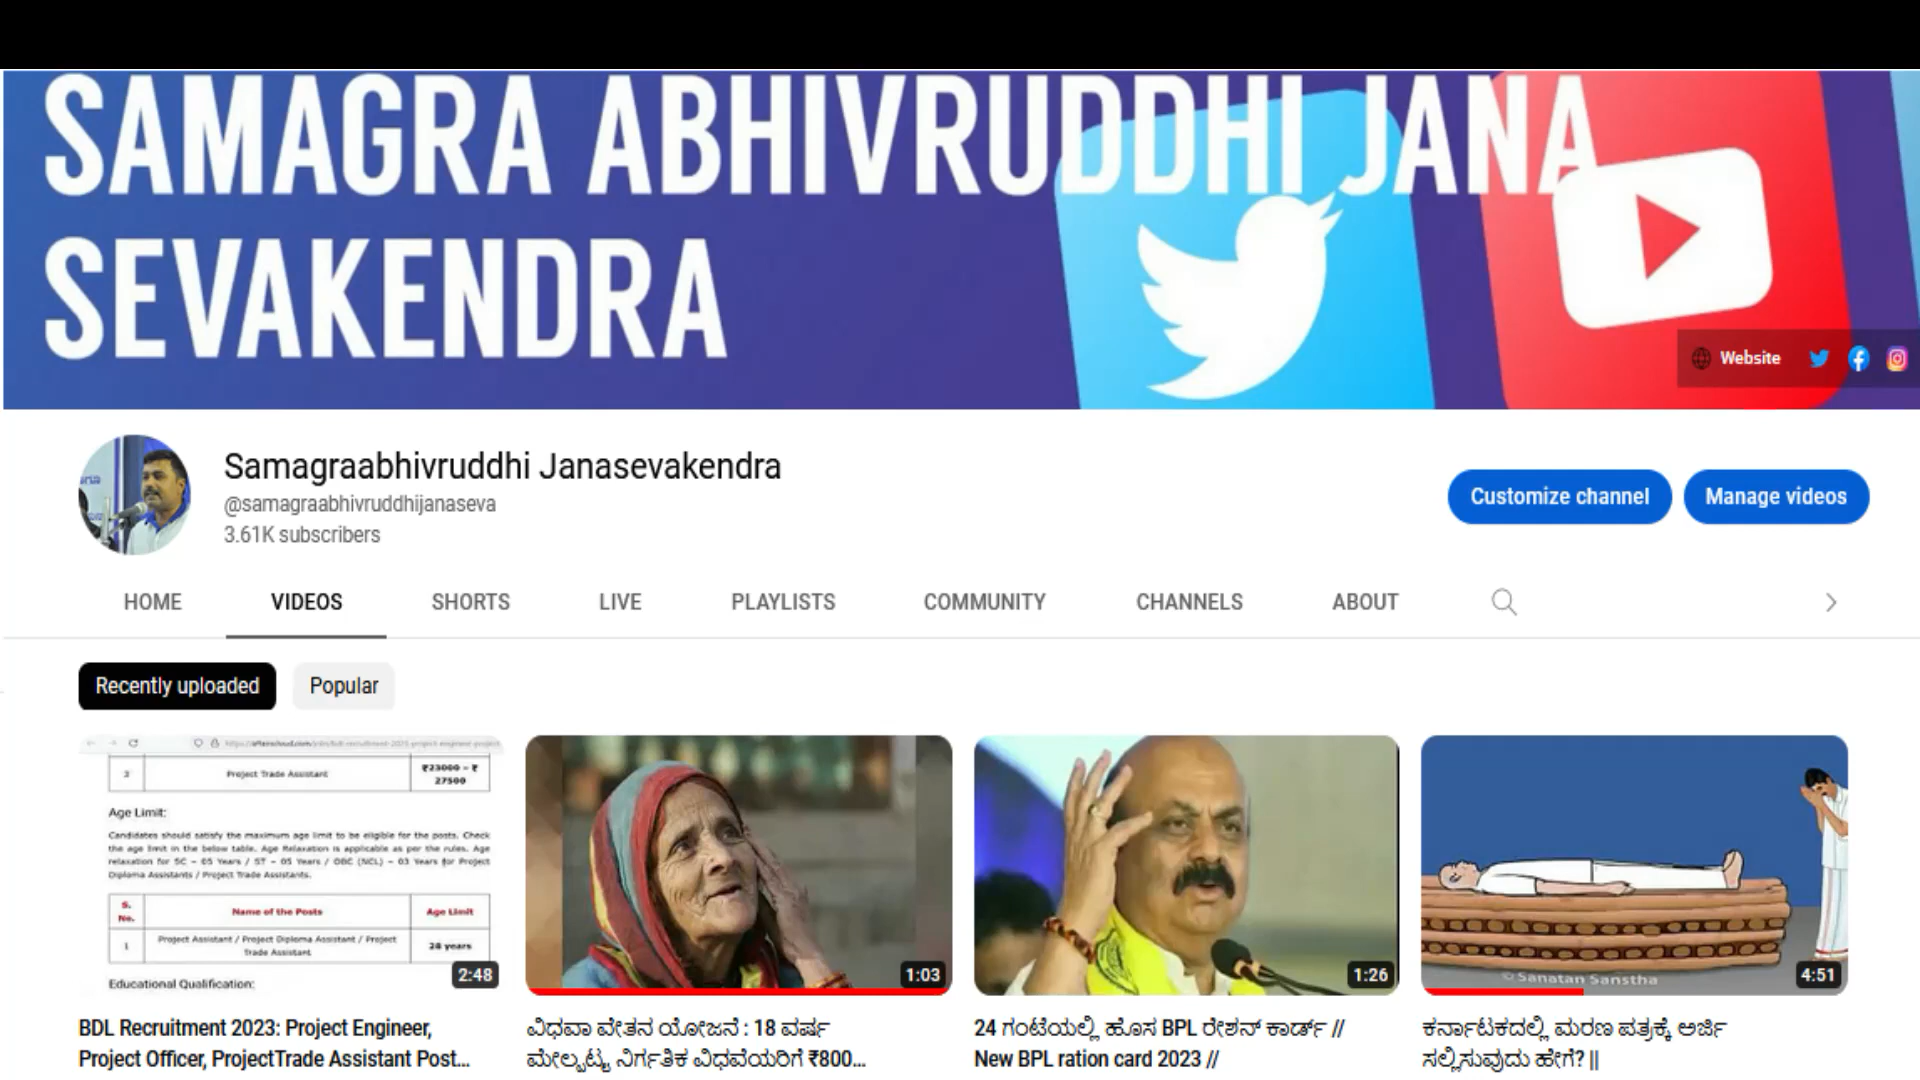 SAMAGRA ABHIVRUDDHI JANA
SEVAKENDRA
Website
Samagraabhivruddhi Janasevakendra
@samagraabhivruddhijanaseva
3.61K subscribers
Customize channel
Manage videos
HOME
VIDEOS
SHORTS
LIVE
PLAYLISTS
COMMUNITY
CHANNELS
ABOUT
Recently uploaded
Popular
2 Project Trade Assistant ₹23000 – ₹ 27500
Age Limit:
Candidates should satisfy the maximum age limit to be eligible for the posts. Check
the age limit in the below table. Age Relaxation is applicable as per the rules. Age
relaxation for SC – 05 Years / ST – 05 Years / OBC (NCL) – 03 Years for Project
Diploma Assistants / Project Trade Assistants.
S. No. Name of the Posts Age Limit
1 Project Assistant / Project Diploma Assistant / Project Trade Assistant 28 years
Educational Qualification:
2:48
1:03
1:26
© Sanatan Sanstha
4:51
BDL Recruitment 2023: Project Engineer,
Project Officer, ProjectTrade Assistant Post...
ವಿಧವಾ ವೇತನ ಯೋಜನೆ : 18 ವರ್ಷ
ಮೇಲ್ಪಟ್ಟ ನಿರ್ಗತಿಕ ವಿಧವೆಯರಿಗೆ ₹800...
24 ಗಂಟೆಯಲ್ಲಿ ಹೊಸ BPL ರೇಶನ್ ಕಾರ್ಡ್ //
New BPL ration card 2023 //
ಕರ್ನಾಟಕದಲ್ಲಿ ಮರಣ ಪತ್ರಕ್ಕೆ ಅರ್ಜಿ
ಸಲ್ಲಿಸುವುದು ಹೇಗೆ? ||